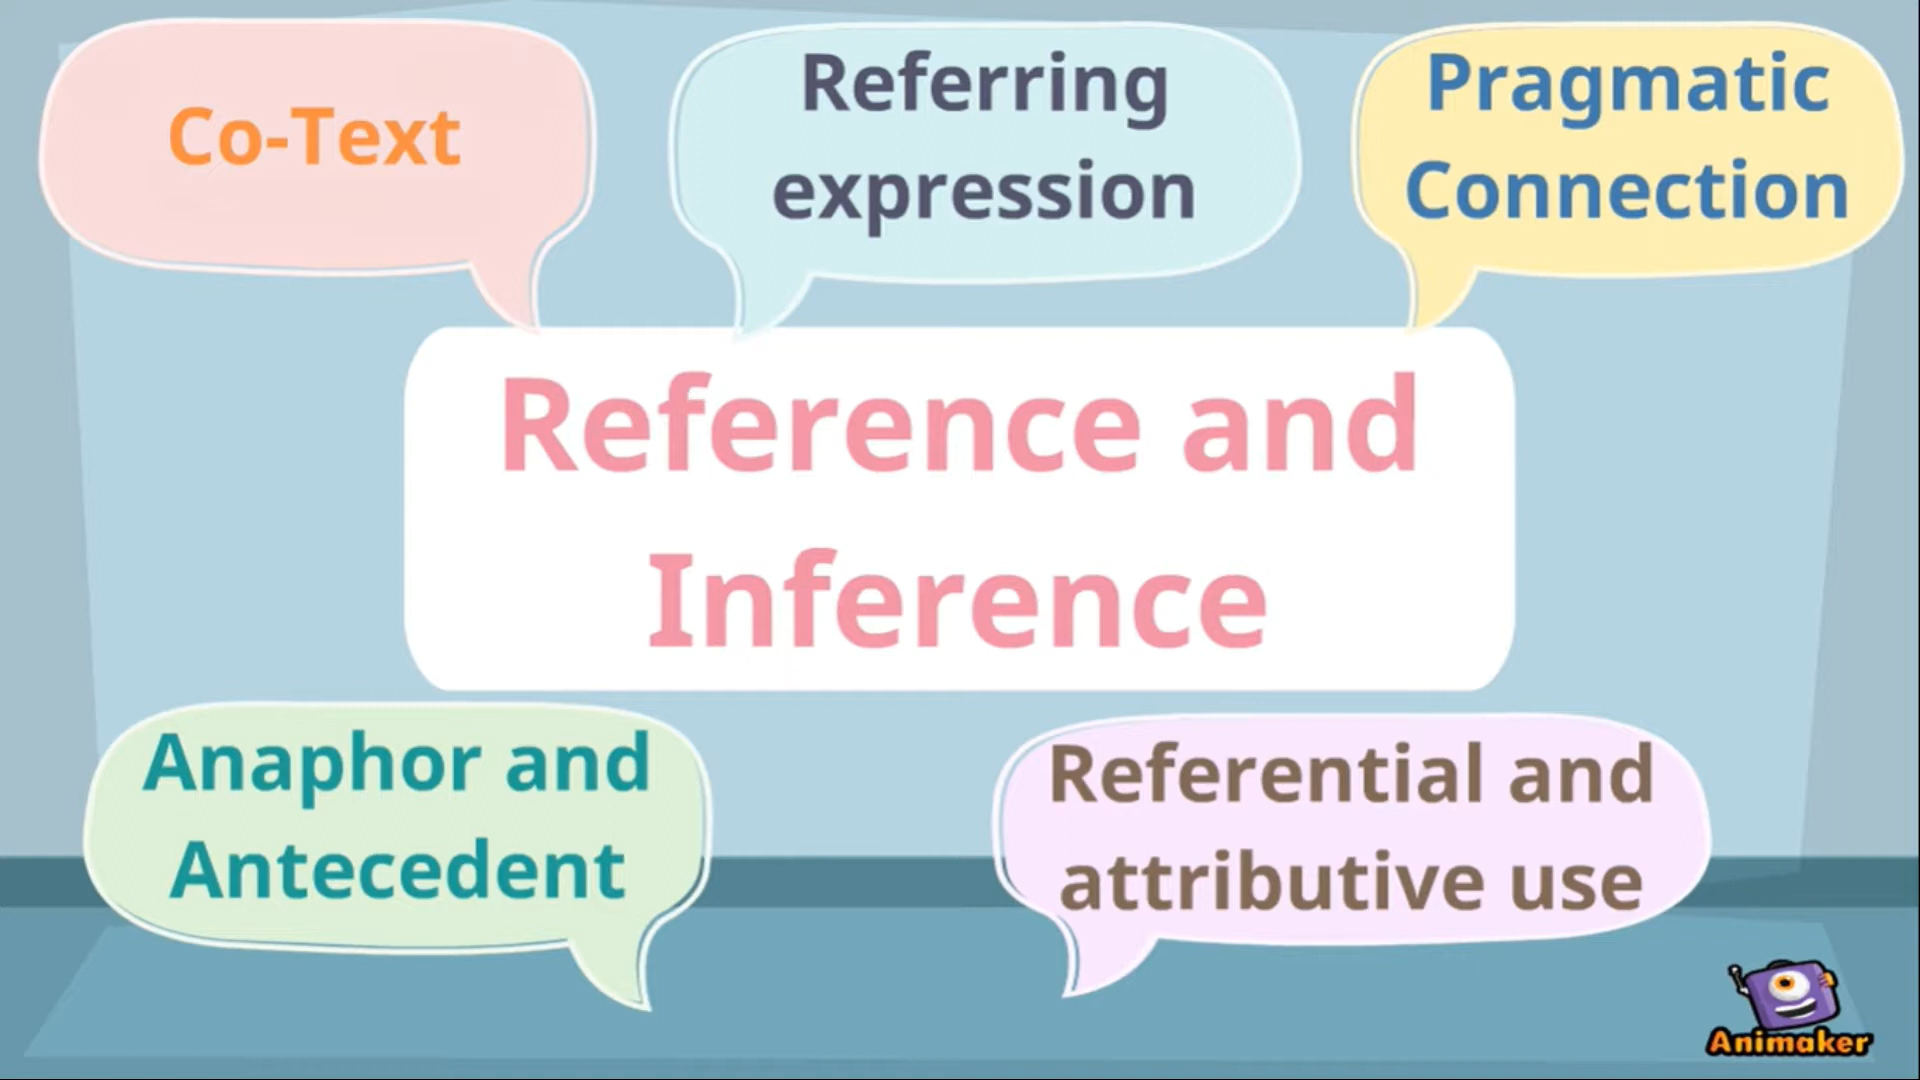 Co-Text
Referring
expression
Pragmatic
Connection
Reference and
Inference
Anaphor and
Antecedent
Referential and
attributive use
Animaker